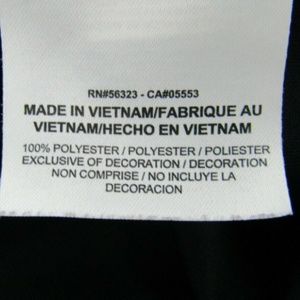 RN#56323 - CA#05553
MADE IN VIETNAM/FABRIQUE AU
VIETNAM/HECHO EN VIETNAM
100% POLYESTER / POLYESTER / POLIESTER
EXCLUSIVE OF DECORATION / DECORATION
NON COMPRISE / NO INCLUYE LA
DECORACION